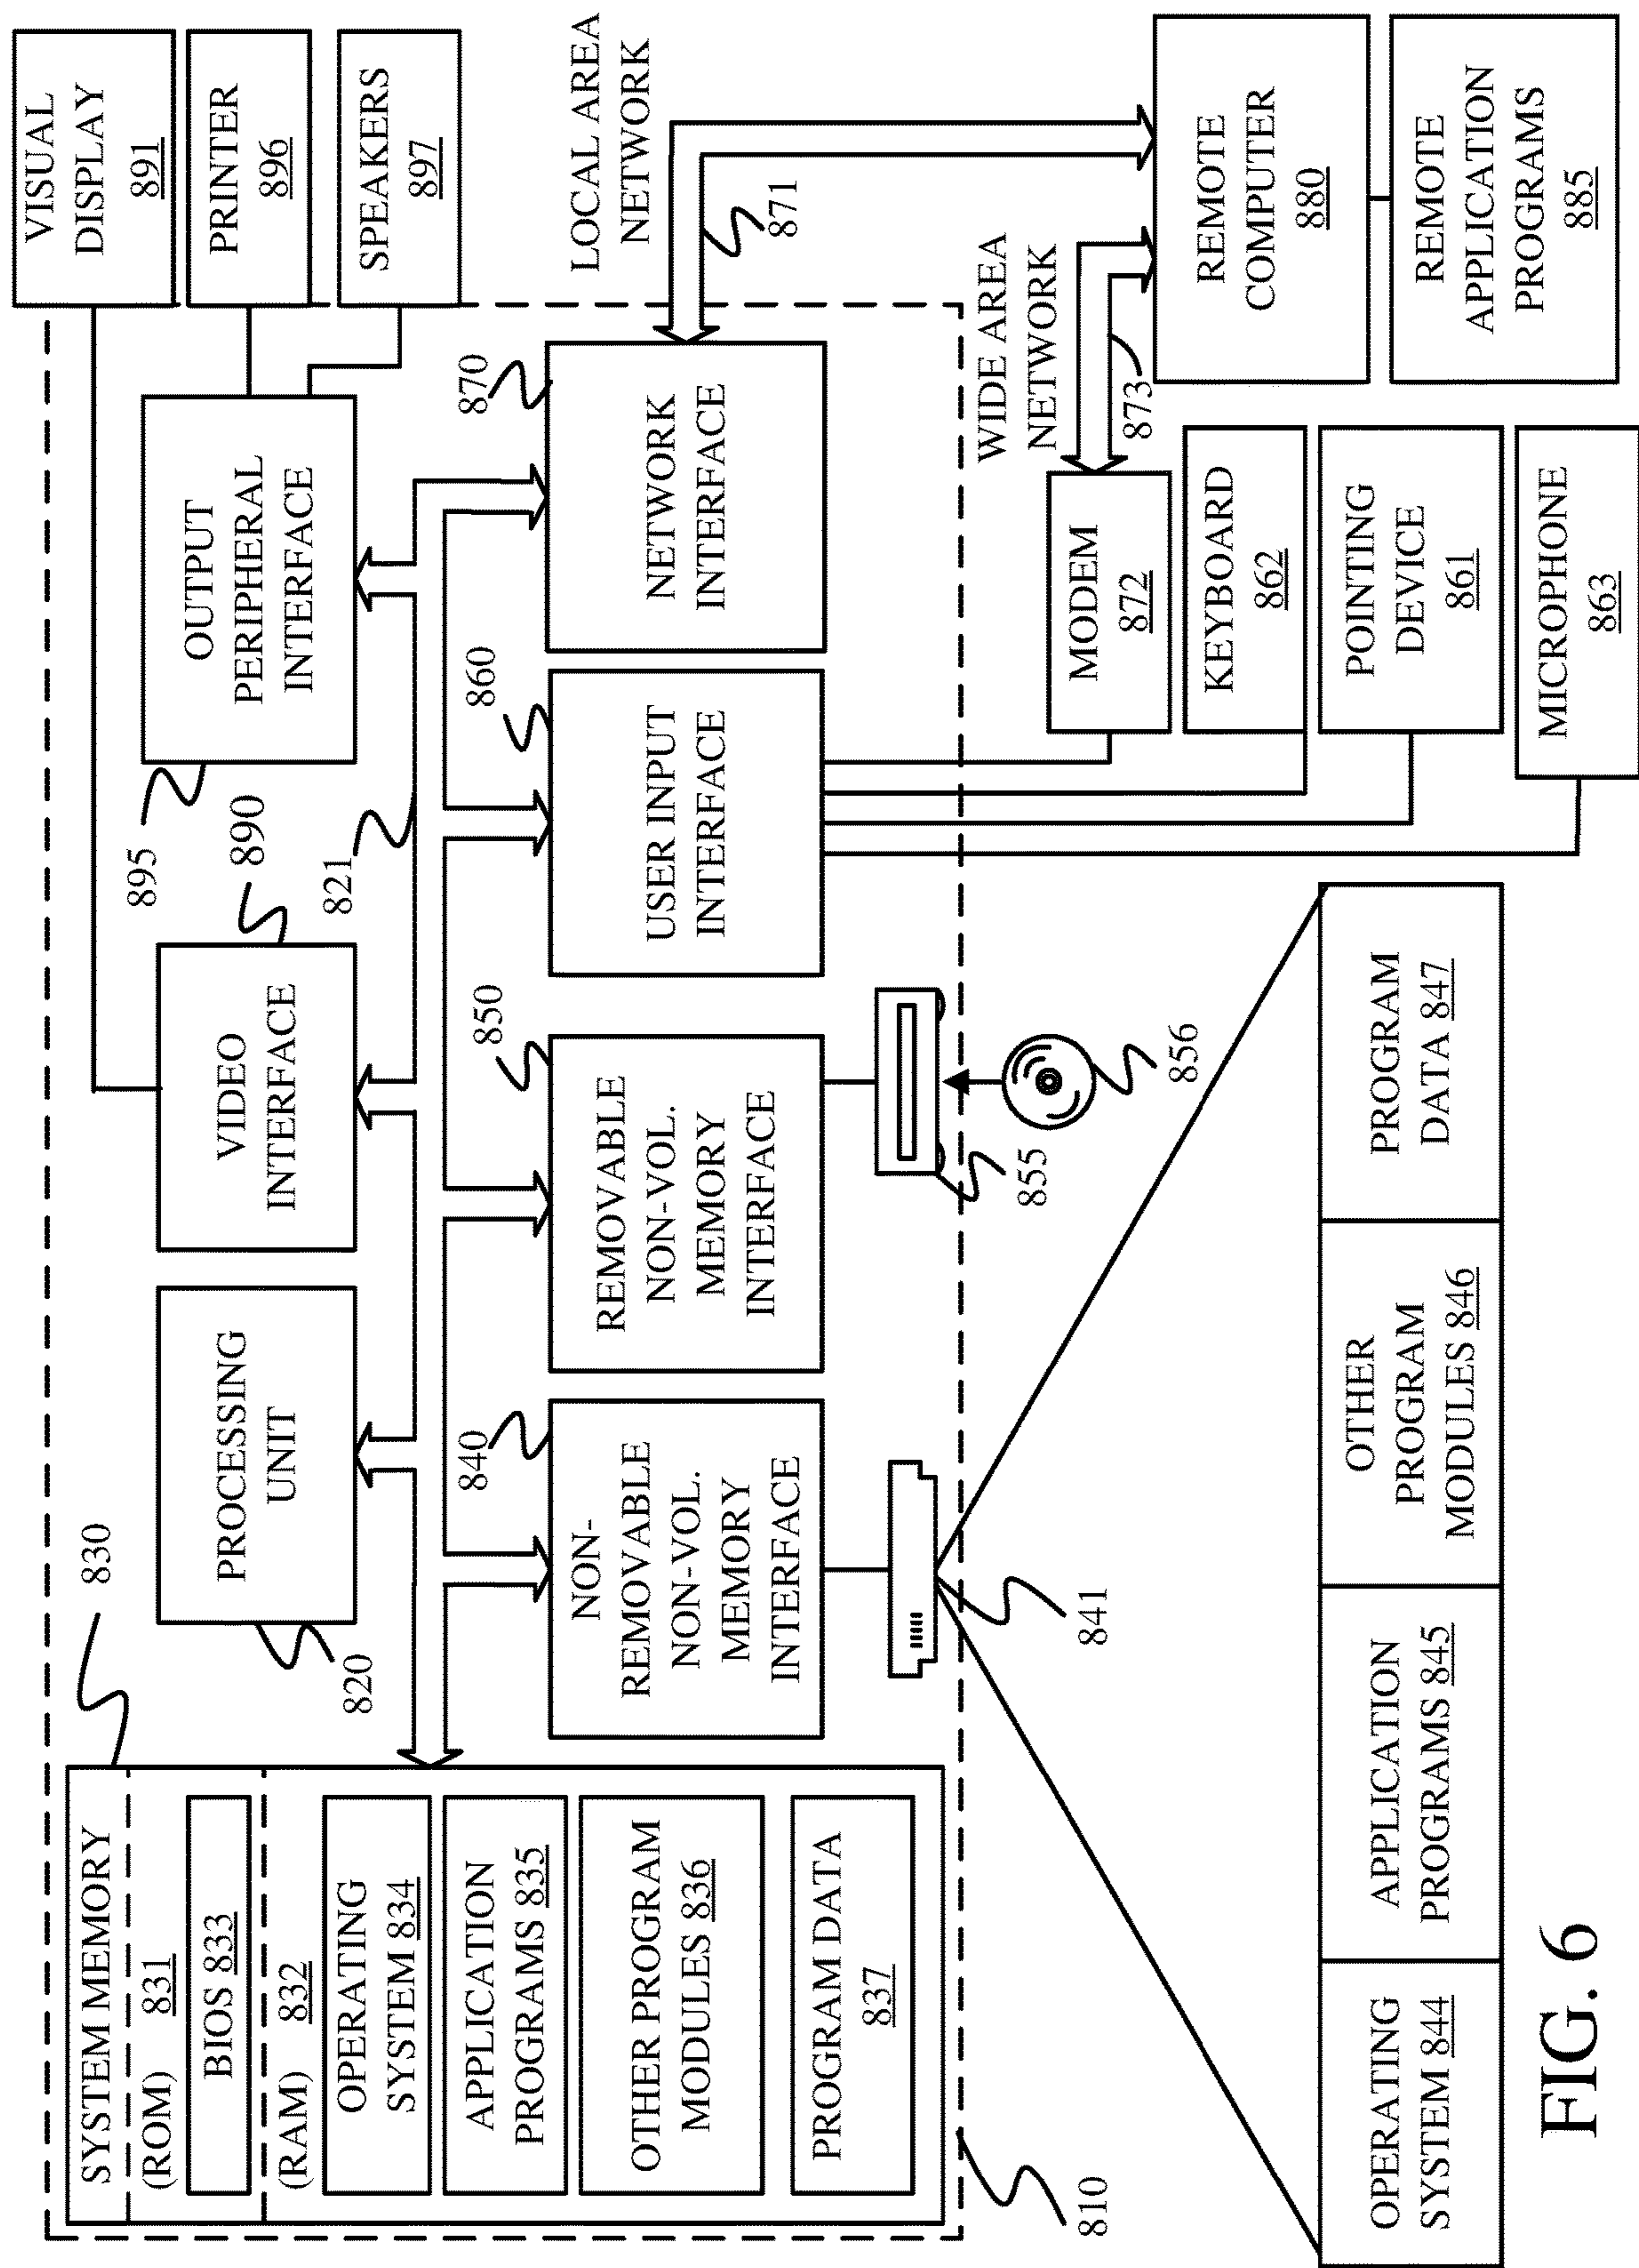 SYSTEM MEMORY
(ROM) 831
BIOS 833
(RAM) 832
OPERATING
SYSTEM 834
APPLICATION
PROGRAMS 835
OTHER PROGRAM
MODULES 836
PROGRAM DATA
837
810
830
PROCESSING
UNIT
820
VIDEO
INTERFACE
890
OUTPUT
PERIPHERAL
INTERFACE
895
821
VISUAL
DISPLAY
891
PRINTER
896
SPEAKERS
897
NON-
REMOVABLE
NON-VOL.
MEMORY
INTERFACE
840
REMOVABLE
NON-VOL.
MEMORY
INTERFACE
850
USER INPUT
INTERFACE
860
NETWORK
INTERFACE
870
LOCAL AREA
NETWORK
871
WIDE AREA
NETWORK
873
841
855
856
MODEM
872
KEYBOARD
862
POINTING
DEVICE
861
MICROPHONE
863
REMOTE
COMPUTER
880
REMOTE
APPLICATION
PROGRAMS
885
OPERATING
SYSTEM 844
APPLICATION
PROGRAMS 845
OTHER
PROGRAM
MODULES 846
PROGRAM
DATA 847
FIG. 6